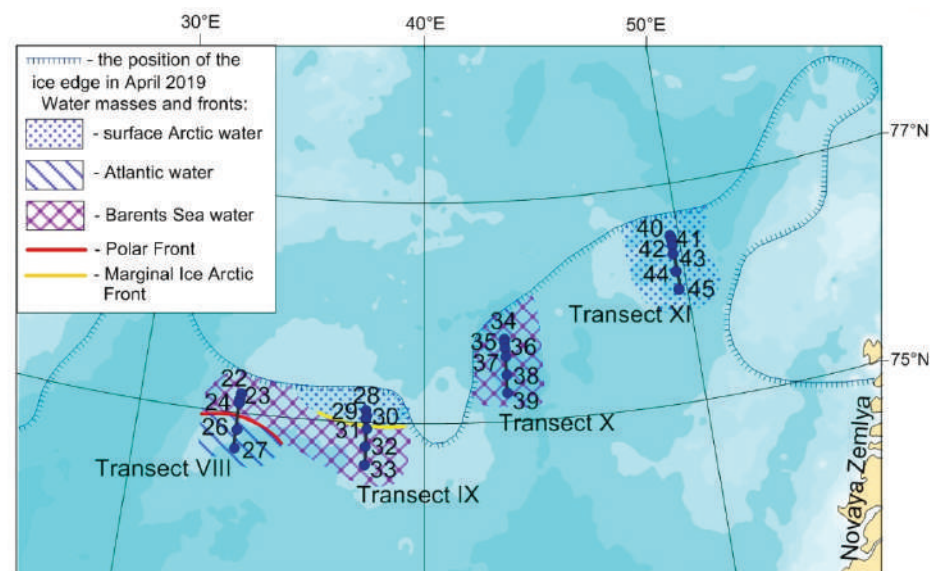 30°E 40°E 50°E
- the position of the
ice edge in April 2019
Water masses and fronts:
- surface Arctic water
- Atlantic water
- Barents Sea water
- Polar Front
- Marginal Ice Arctic
Front
77°N
40
41
42
43
44
45
Transect XI
34
35
36
37
38
39
Transect X
75°N
22
23
24
26
27
Transect VIII
28
29
30
31
32
33
Transect IX
Novaya Zemlya